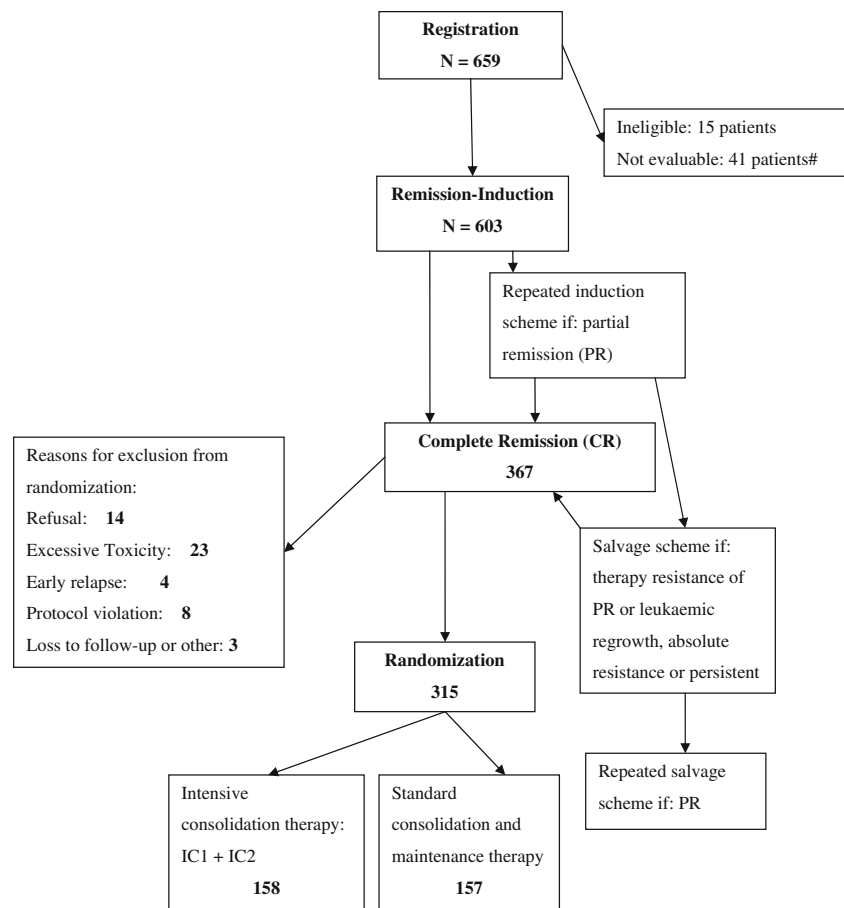 Registration
N = 659
Ineligible: 15 patients
Not evaluable: 41 patients#
Remission-Induction
N = 603
Repeated induction
scheme if: partial
remission (PR)
Complete Remission (CR)
367
Reasons for exclusion from
randomization:
Refusal: 14
Excessive Toxicity: 23
Early relapse: 4
Protocol violation: 8
Loss to follow-up or other: 3
Salvage scheme if:
therapy resistance of
PR or leukaemic
regrowth, absolute
resistance or persistent
Randomization
315
Repeated salvage
scheme if: PR
Intensive
consolidation therapy:
IC1 + IC2
158
Standard
consolidation and
maintenance therapy
157